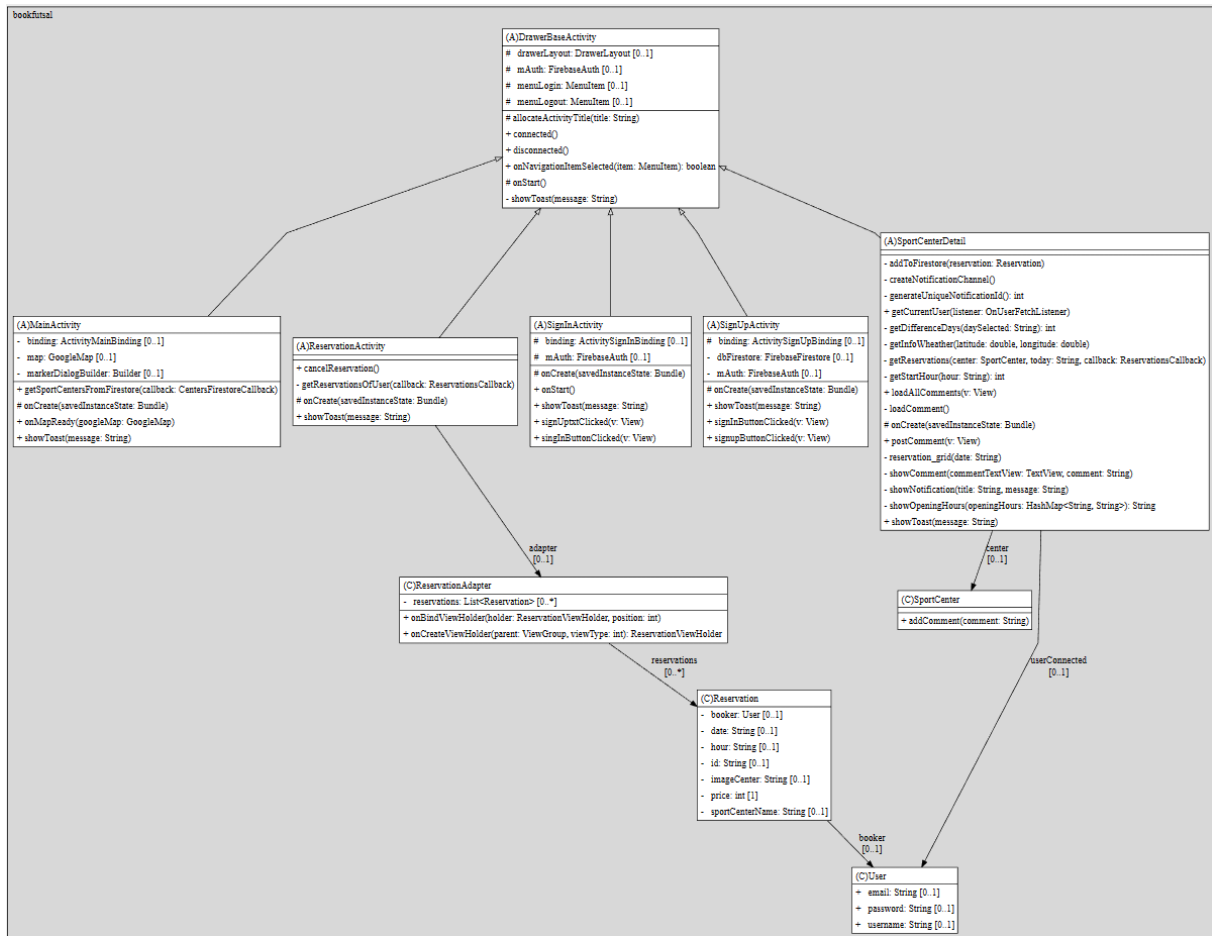 bookfutsal
(A)DrawerBaseActivity
# drawerLayout: DrawerLayout [0..1]
# mAuth: FirebaseAuth [0..1]
# menuLogin: MenuItem [0..1]
# menuLogout: MenuItem [0..1]
# allocateActivityTitle(title: String)
+ connected()
+ disconnected()
+ onNavigationItemSelected(item: MenuItem): boolean
# onStart()
- showToast(message: String)
(A)SportCenterDetail
- addToFirestore(reservation: Reservation)
- createNotificationChannel()
- generateUniqueNotificationId(): int
+ getCurrentUser(listener: OnUserFetchListener)
- getDifferenceDays(daySelected: String): int
- getInfoWheather(latitude: double, longitude: double)
- getReservations(center: SportCenter, today: String, callback: ReservationsCallback)
- getStartHour(hour: String): int
+ loadAllComments(v: View)
- loadComment()
# onCreate(savedInstanceState: Bundle)
+ postComment(v: View)
- reservation_grid(date: String)
- showComment(commentTextView: TextView, comment: String)
- showNotification(title: String, message: String)
- showOpeningHours(openingHours: HashMap<String, String>): String
+ showToast(message: String)
(A)MainActivity
- binding: ActivityMainBinding [0..1]
- map: GoogleMap [0..1]
- markerDialogBuilder: Builder [0..1]
+ getSportCentersFromFirestore(callback: CentersFirestoreCallback)
# onCreate(savedInstanceState: Bundle)
+ onMapReady(googleMap: GoogleMap)
+ showToast(message: String)
(A)ReservationActivity
+ cancelReservation()
- getReservationsOfUser(callback: ReservationsCallback)
# onCreate(savedInstanceState: Bundle)
+ showToast(message: String)
(A)SignInActivity
# binding: ActivitySignInBinding [0..1]
# mAuth: FirebaseAuth [0..1]
# onCreate(savedInstanceState: Bundle)
+ onStart()
+ showToast(message: String)
+ signUptxtClicked(v: View)
+ singInButtonClicked(v: View)
(A)SignUpActivity
# binding: ActivitySignUpBinding [0..1]
- dbFirestore: FirebaseFirestore [0..1]
- mAuth: FirebaseAuth [0..1]
# onCreate(savedInstanceState: Bundle)
+ showToast(message: String)
+ signInButtonClicked(v: View)
+ signupButtonClicked(v: View)
adapter
[0..1]
center
[0..1]
(C)ReservationAdapter
- reservations: List<Reservation> [0..*]
+ onBindViewHolder(holder: ReservationViewHolder, position: int)
+ onCreateViewHolder(parent: ViewGroup, viewType: int): ReservationViewHolder
(C)SportCenter
+ addComment(comment: String)
reservations
[0..*]
userConnected
[0..1]
(C)Reservation
- booker: User [0..1]
- date: String [0..1]
- hour: String [0..1]
- id: String [0..1]
- imageCenter: String [0..1]
- price: int [1]
- sportCenterName: String [0..1]
booker
[0..1]
(C)User
+ email: String [0..1]
+ password: String [0..1]
+ username: String [0..1]